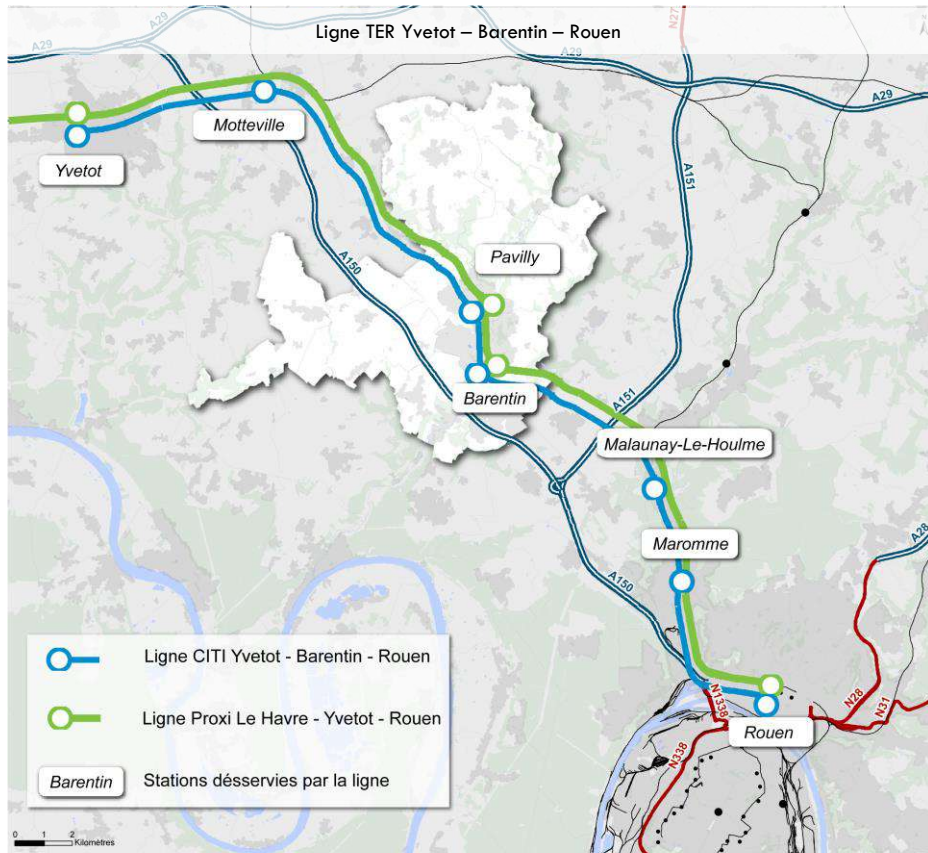 Ligne TER Yvetot – Barentin – Rouen
A29
A29
N27
A29
A29
Motteville
Yvetot
A151
Pavilly
A150
Barentin
A151
Malaunay-Le-Houlme
Maromme
A28
A150
Ligne CITI Yvetot - Barentin - Rouen
Ligne Proxi Le Havre - Yvetot - Rouen
N1338
N28
N31
Rouen
N338
Barentin
Stations désservies par la ligne
0 1 2
Kilomètres